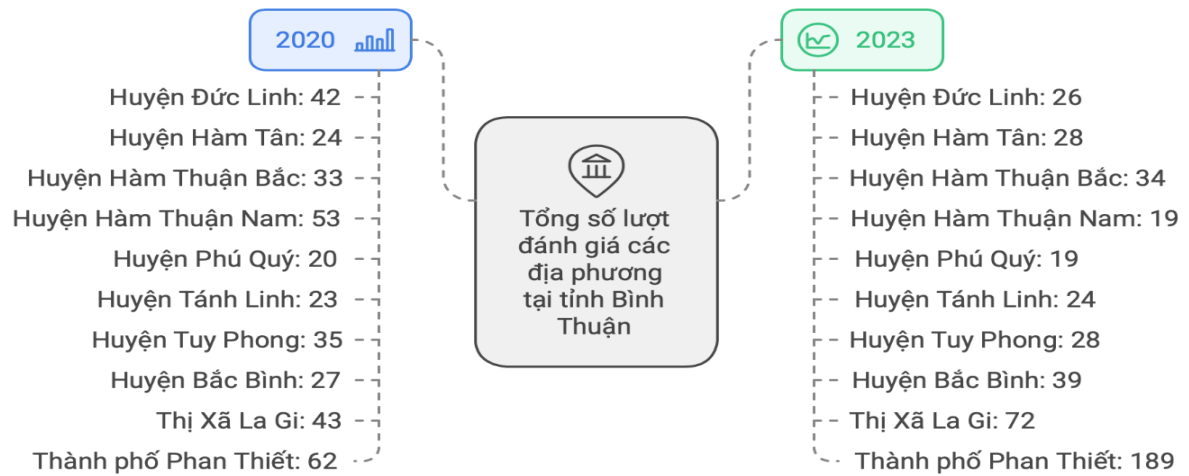 2020
Huyện Đức Linh: 42
Huyện Hàm Tân: 24
Huyện Hàm Thuận Bắc: 33
Huyện Hàm Thuận Nam: 53
Huyện Phú Quý: 20
Huyện Tánh Linh: 23
Huyện Tuy Phong: 35
Huyện Bắc Bình: 27
Thị Xã La Gi: 43
Thành phố Phan Thiết: 62
Tổng số lượt
đánh giá các
địa phương
tại tỉnh Bình
Thuận
2023
Huyện Đức Linh: 26
Huyện Hàm Tân: 28
Huyện Hàm Thuận Bắc: 34
Huyện Hàm Thuận Nam: 19
Huyện Phú Quý: 19
Huyện Tánh Linh: 24
Huyện Tuy Phong: 28
Huyện Bắc Bình: 39
Thị Xã La Gi: 72
Thành phố Phan Thiết: 189